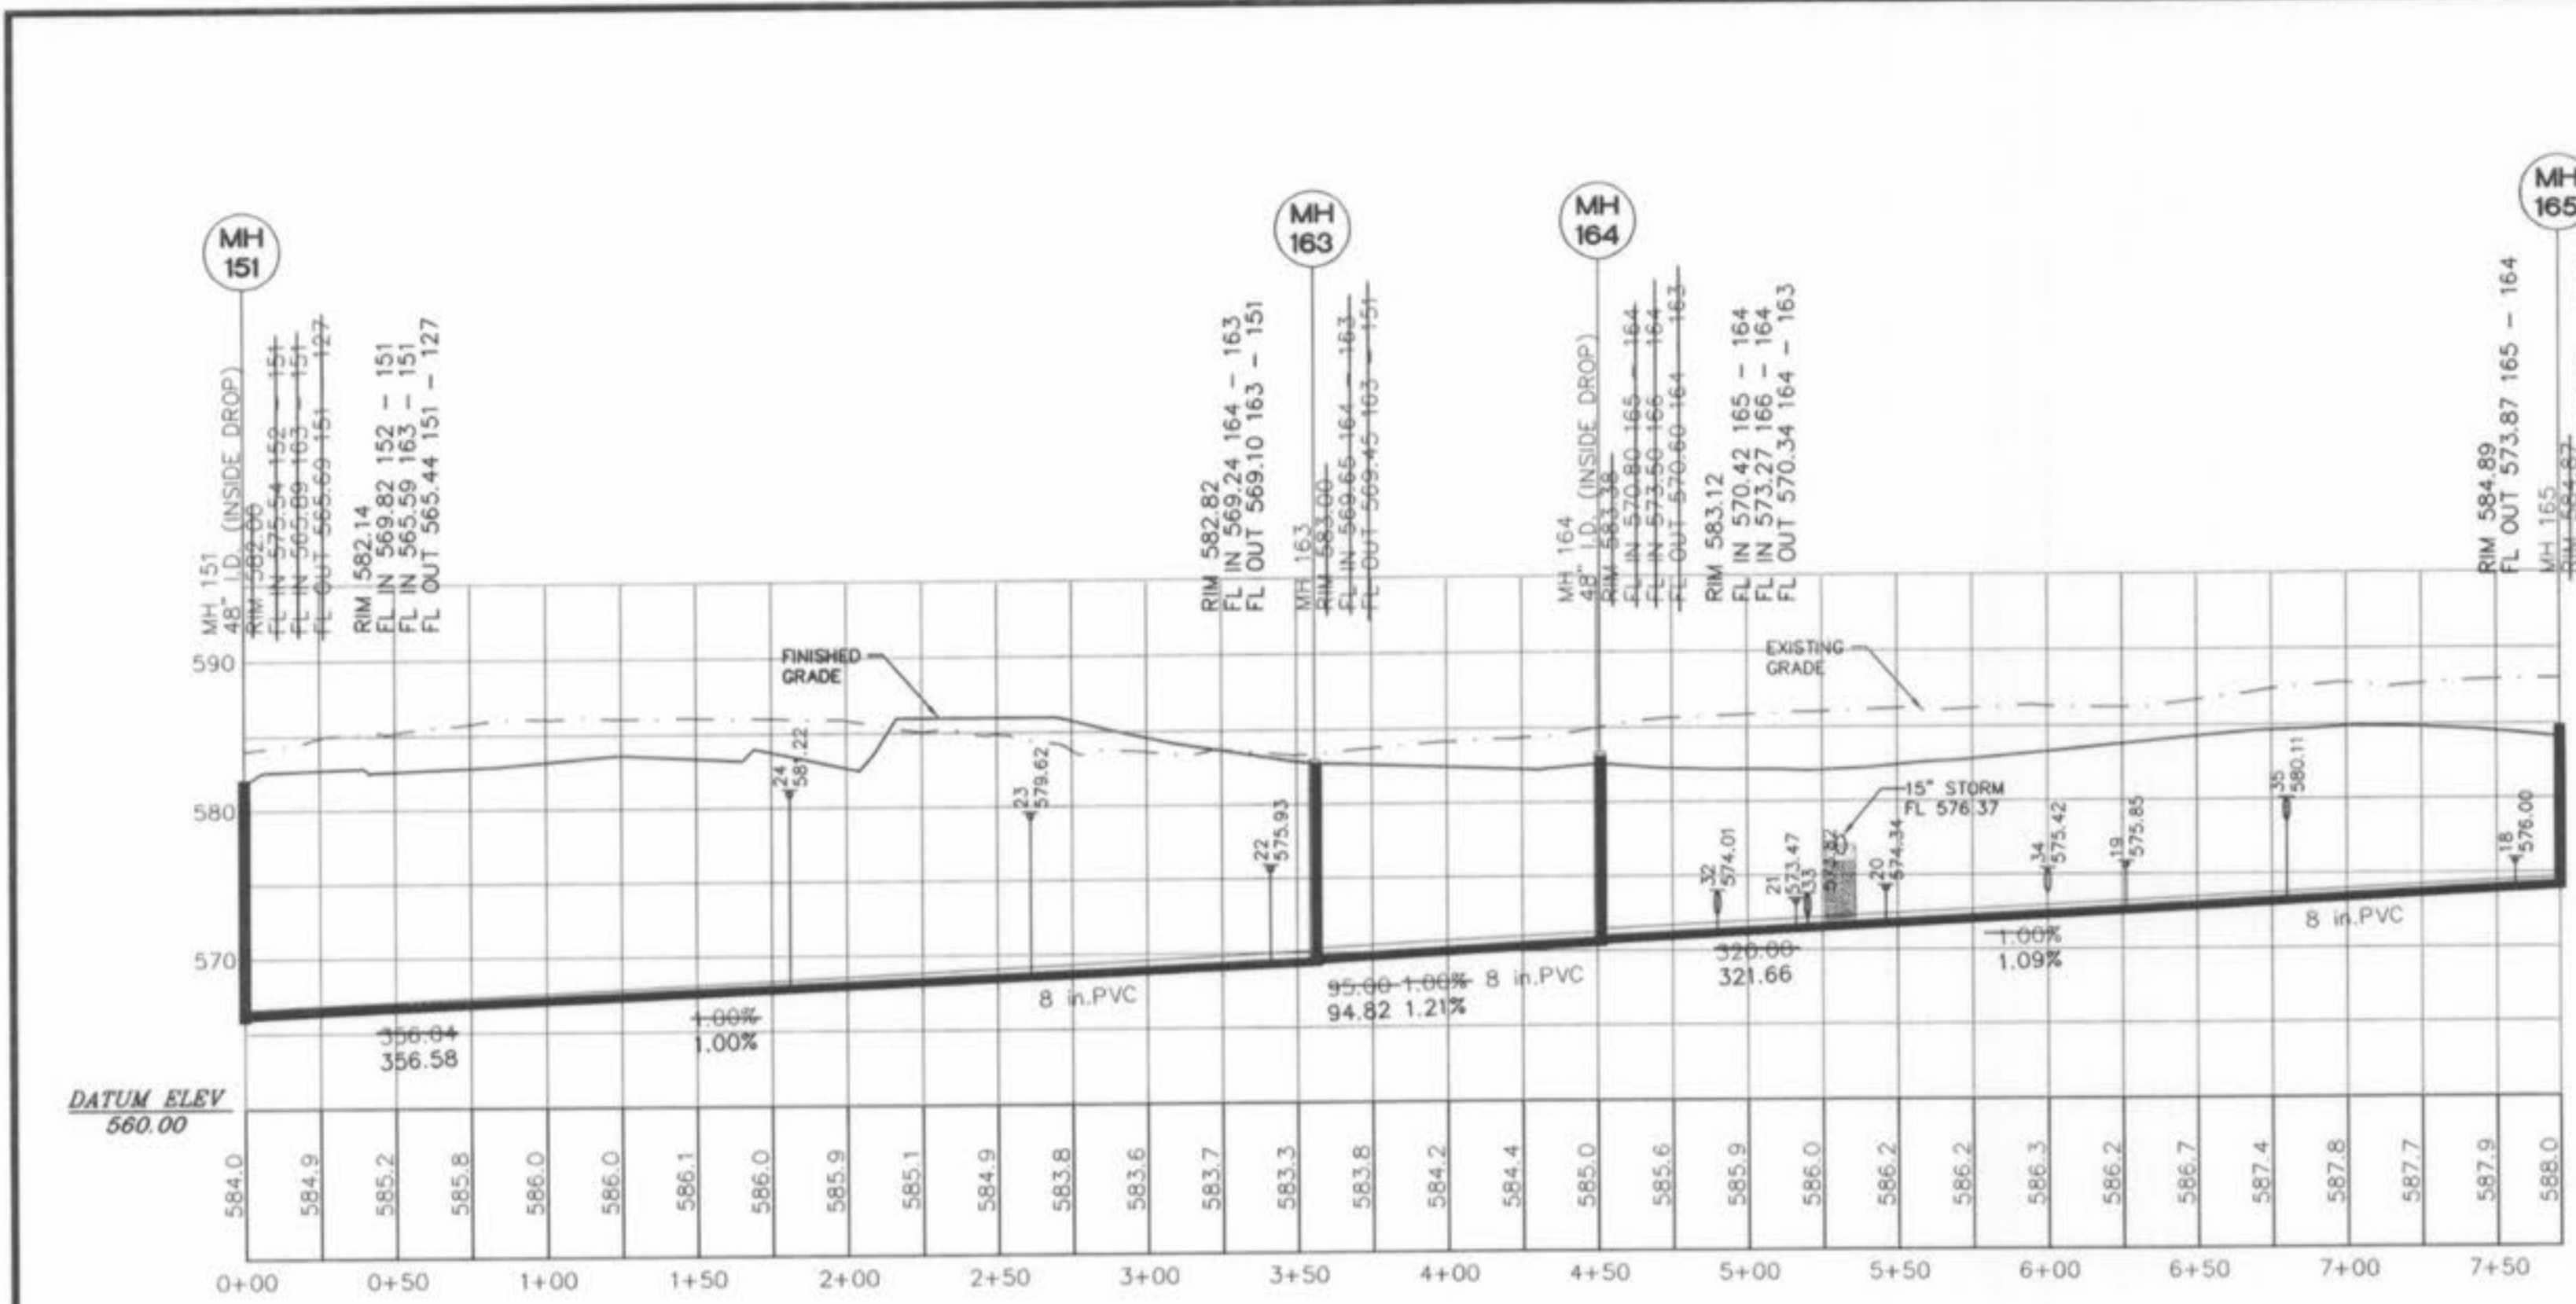 MH
151
MH
163
MH
164
MH
165
MH 151
48" I.D. (INSIDE DROP)
RIM 582.00
FL IN 575.54 152 - 151
FL IN 565.89 163 - 151
FL OUT 565.69 151 - 127
RIM 582.14
FL IN 569.82 152 - 151
FL IN 565.59 163 - 151
FL OUT 565.44 151 - 127
RIM 582.82
FL IN 569.24 164 - 163
FL OUT 569.10 163 - 151
MH 163
RIM 583.00
FL IN 569.65 164 - 163
FL OUT 569.45 163 - 151
MH 164
48" I.D. (INSIDE DROP)
RIM 583.38
FL IN 570.80 165 - 164
FL IN 573.50 166 - 164
FL OUT 570.60 164 - 163
RIM 583.12
FL IN 570.42 165 - 164
FL IN 573.27 166 - 164
FL OUT 570.34 164 - 163
RIM 584.89
FL OUT 573.87 165 - 164
MH 165
RIM 584.87
590
580
570
FINISHED
GRADE
EXISTING
GRADE
24
581.22
23
579.62
22
575.93
32
574.01
21
573.47
33
15" STORM
FL 576.37
20
574.34
34
575.42
19
575.85
35
580.11
18
576.00
356.04
356.58
1.00%
1.00%
8 in.PVC
95.00 1.00%
94.82 1.21%
8 in.PVC
320.00
321.66
1.00%
1.09%
8 in.PVC
DATUM ELEV
560.00
584.0 584.9 585.2 585.8 586.0 586.0 586.1 586.0 585.9 585.1 584.9 583.8 583.6 583.7 583.3 583.8 584.2 584.4 585.0 585.6 585.9 586.0 586.2 586.2 586.3 586.2 586.7 587.4 587.8 587.7 587.9 588.0
0+00 0+50 1+00 1+50 2+00 2+50 3+00 3+50 4+00 4+50 5+00 5+50 6+00 6+50 7+00 7+50